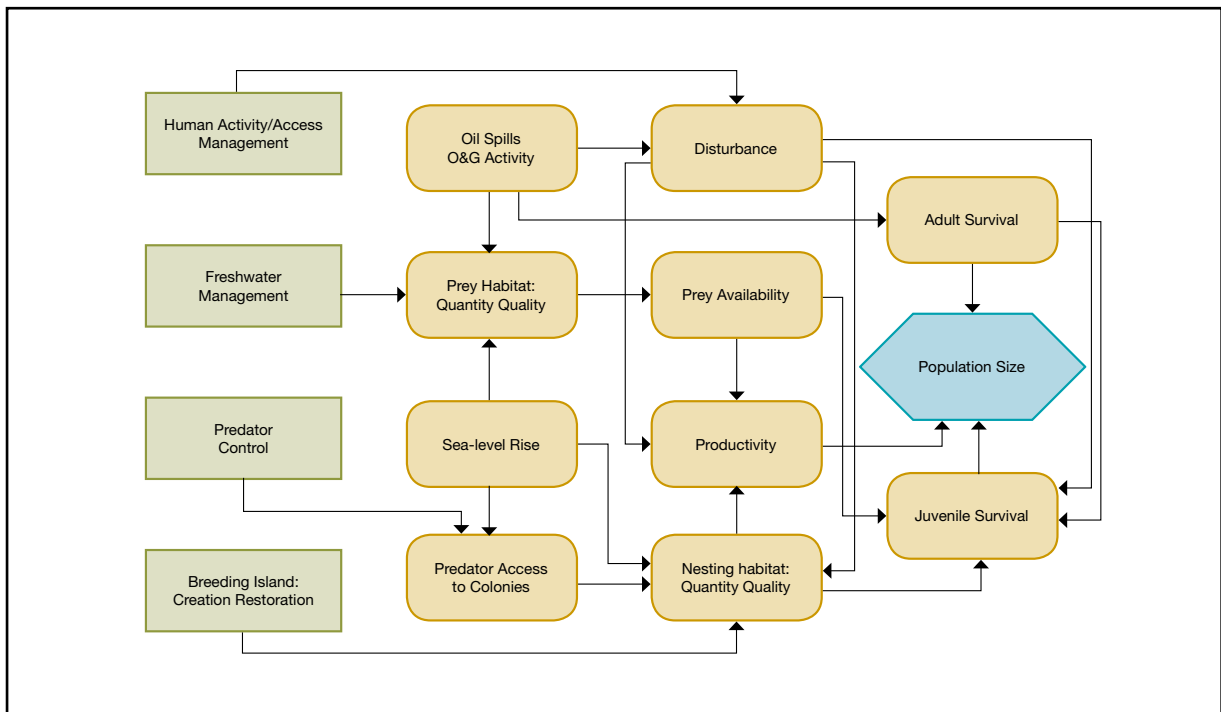 Human Activity/Access
Management
Oil Spills
O&G Activity
Disturbance
Adult Survival
Freshwater
Management
Prey Habitat:
Quantity Quality
Prey Availability
Population Size
Predator
Control
Sea-level Rise
Productivity
Juvenile Survival
Breeding Island:
Creation Restoration
Predator Access
to Colonies
Nesting habitat:
Quantity Quality